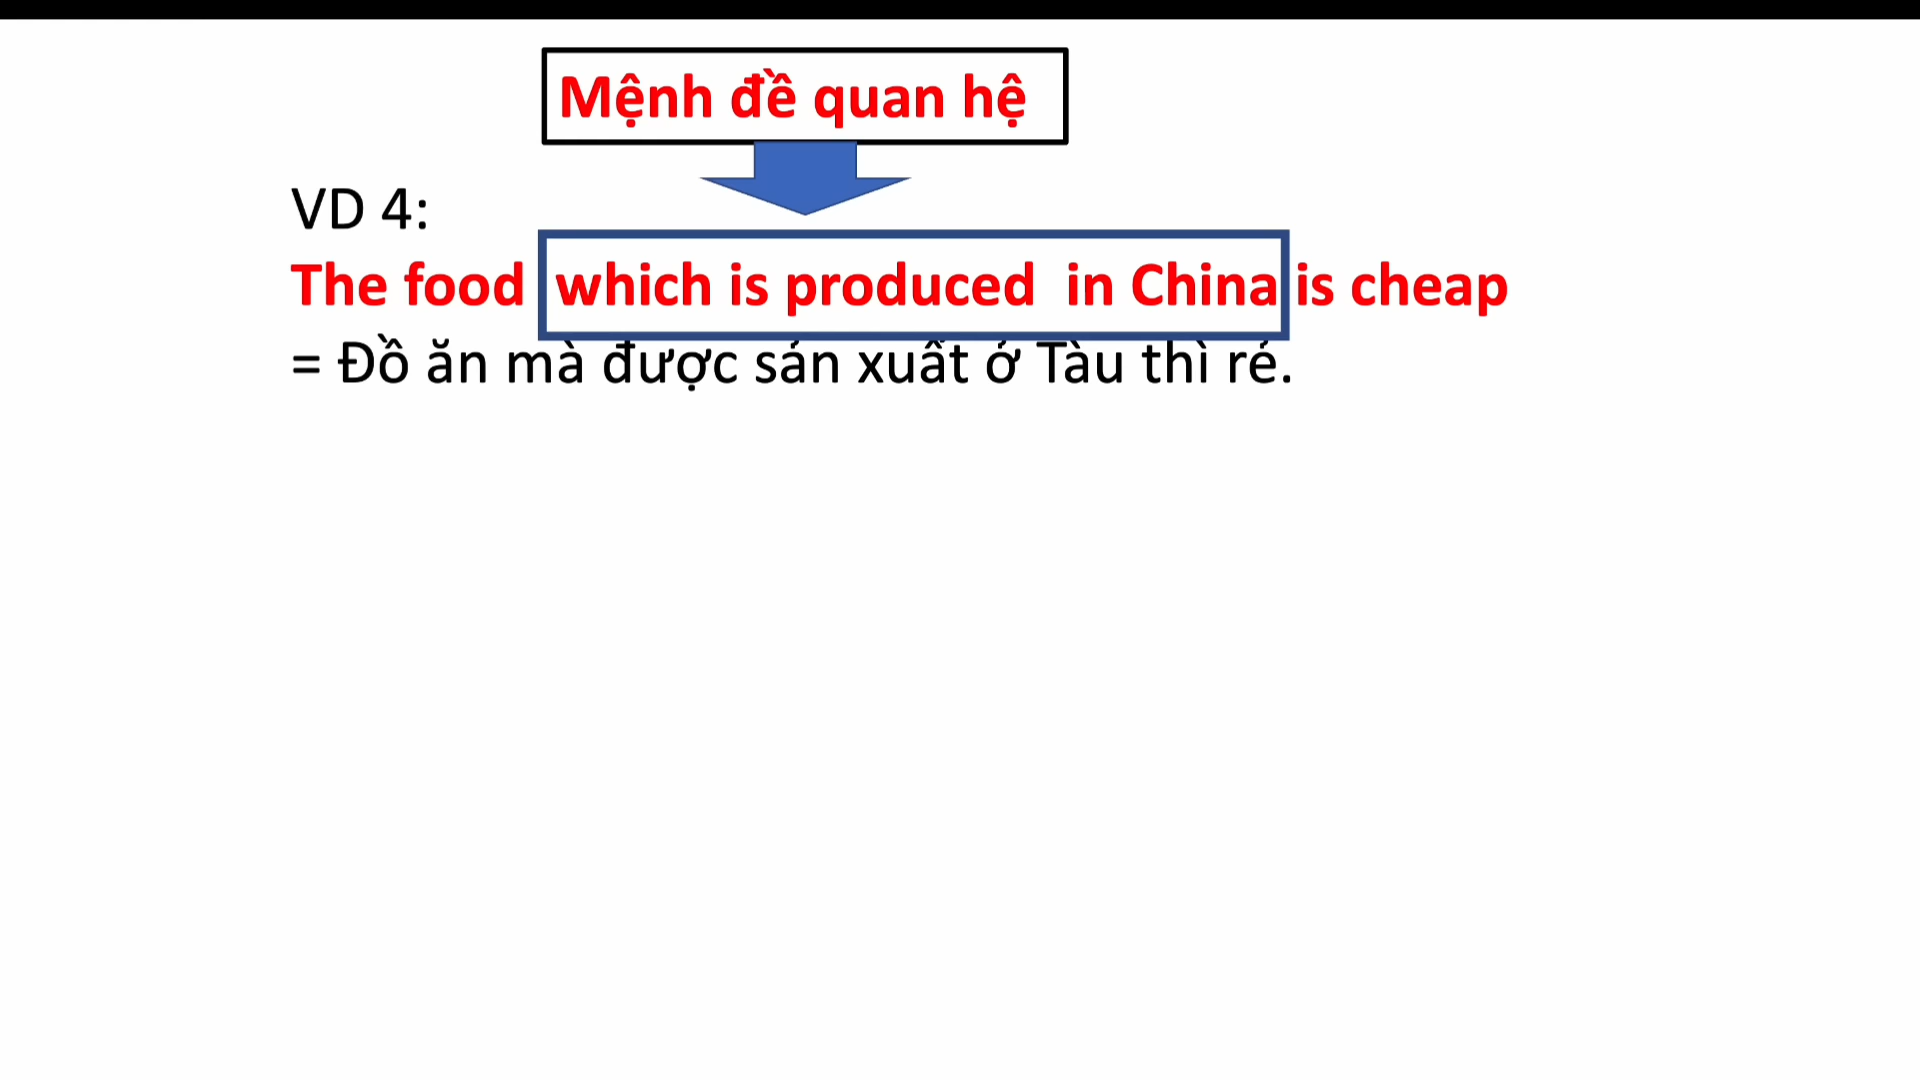 Mệnh đề quan hệ
VD 4:
The food which is produced in China is cheap
= Đồ ăn mà được sản xuất ở Tàu thì rẻ.